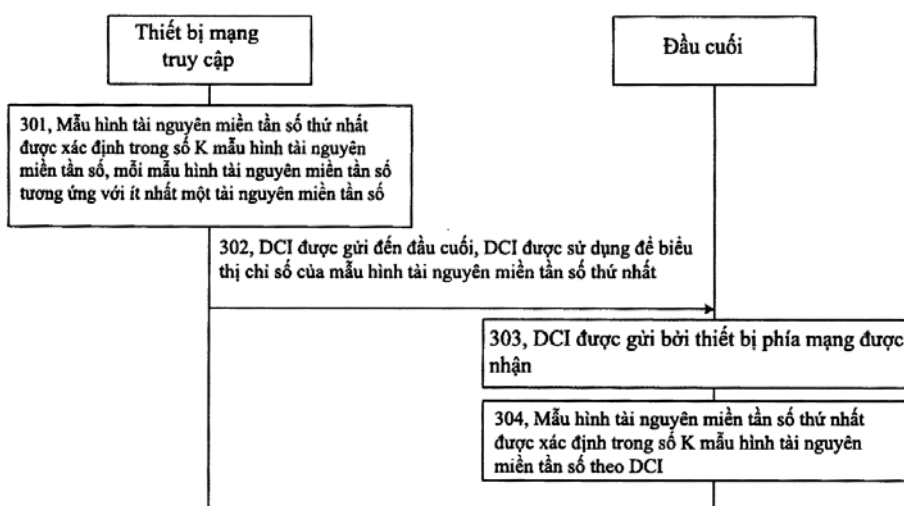 Thiết bị mạng
truy cập
Đầu cuối
301, Mẫu hình tài nguyên miền tần số thứ nhất
được xác định trong số K mẫu hình tài nguyên
miền tần số, mỗi mẫu hình tài nguyên miền tần số
tương ứng với ít nhất một tài nguyên miền tần số
302, DCI được gửi đến đầu cuối, DCI được sử dụng để biểu
thị chỉ số của mẫu hình tài nguyên miền tần số thứ nhất
303, DCI được gửi bởi thiết bị phía mạng được
nhận
304, Mẫu hình tài nguyên miền tần số thứ nhất
được xác định trong số K mẫu hình tài nguyên
miền tần số theo DCI